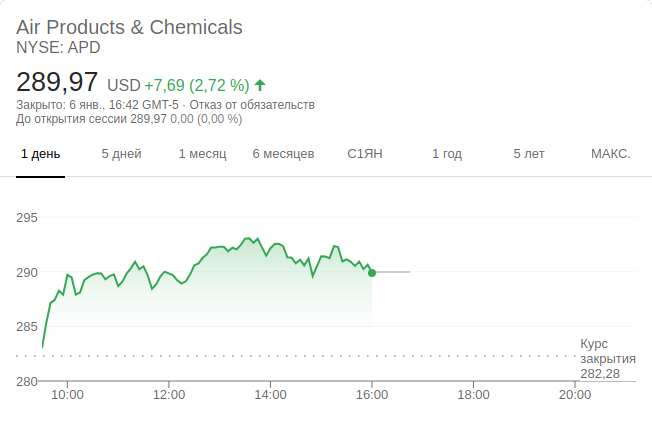 Air Products & Chemicals
NYSE: APD
289,97 USD +7,69 (2,72 %)
Закрыто: 6 янв., 16:42 GMT-5 · Отказ от обязательств
До открытия сессии 289,97 0,00 (0,00 %)
1 день 5 дней 1 месяц 6 месяцев С1ЯН 1 год 5 лет МАКС.
295
290
285
Курс
закрытия
282,28
280
10:00 12:00 14:00 16:00 18:00 20:00